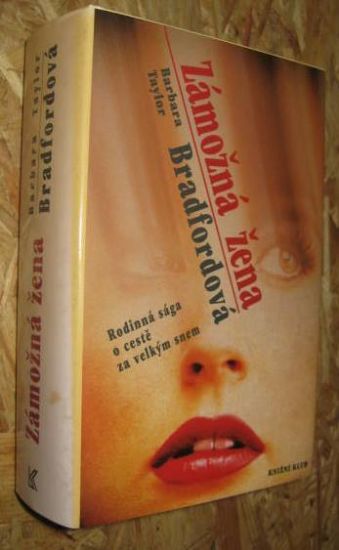 Barbara Taylor
Bradfordová
Zámožná žena
Zámožná žena
Barbara
Taylor
Bradfordová
Rodinná sága
o cestě
za velkým snem
KNIŽNÍ KLUB